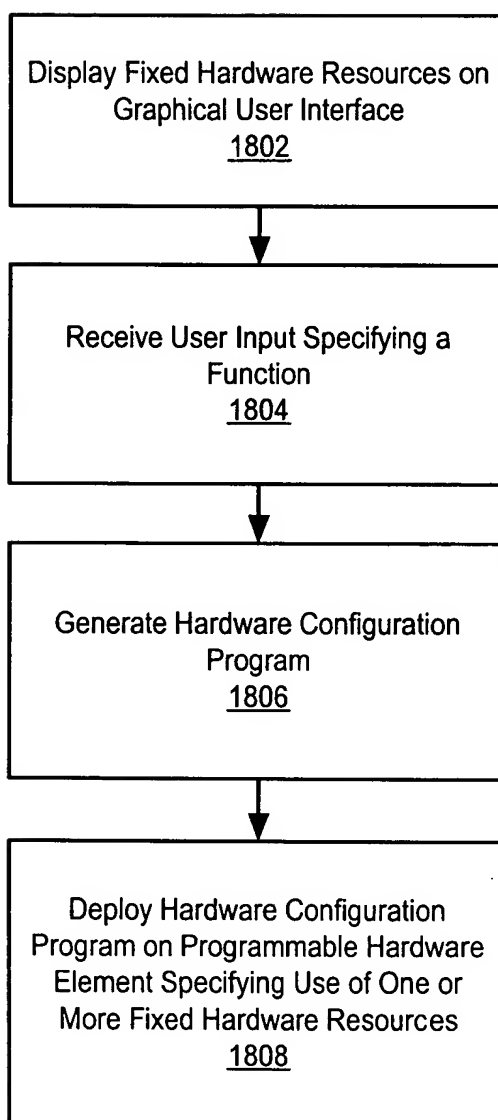 Display Fixed Hardware Resources on
Graphical User Interface
1802
Receive User Input Specifying a
Function
1804
Generate Hardware Configuration
Program
1806
Deploy Hardware Configuration
Program on Programmable Hardware
Element Specifying Use of One or
More Fixed Hardware Resources
1808